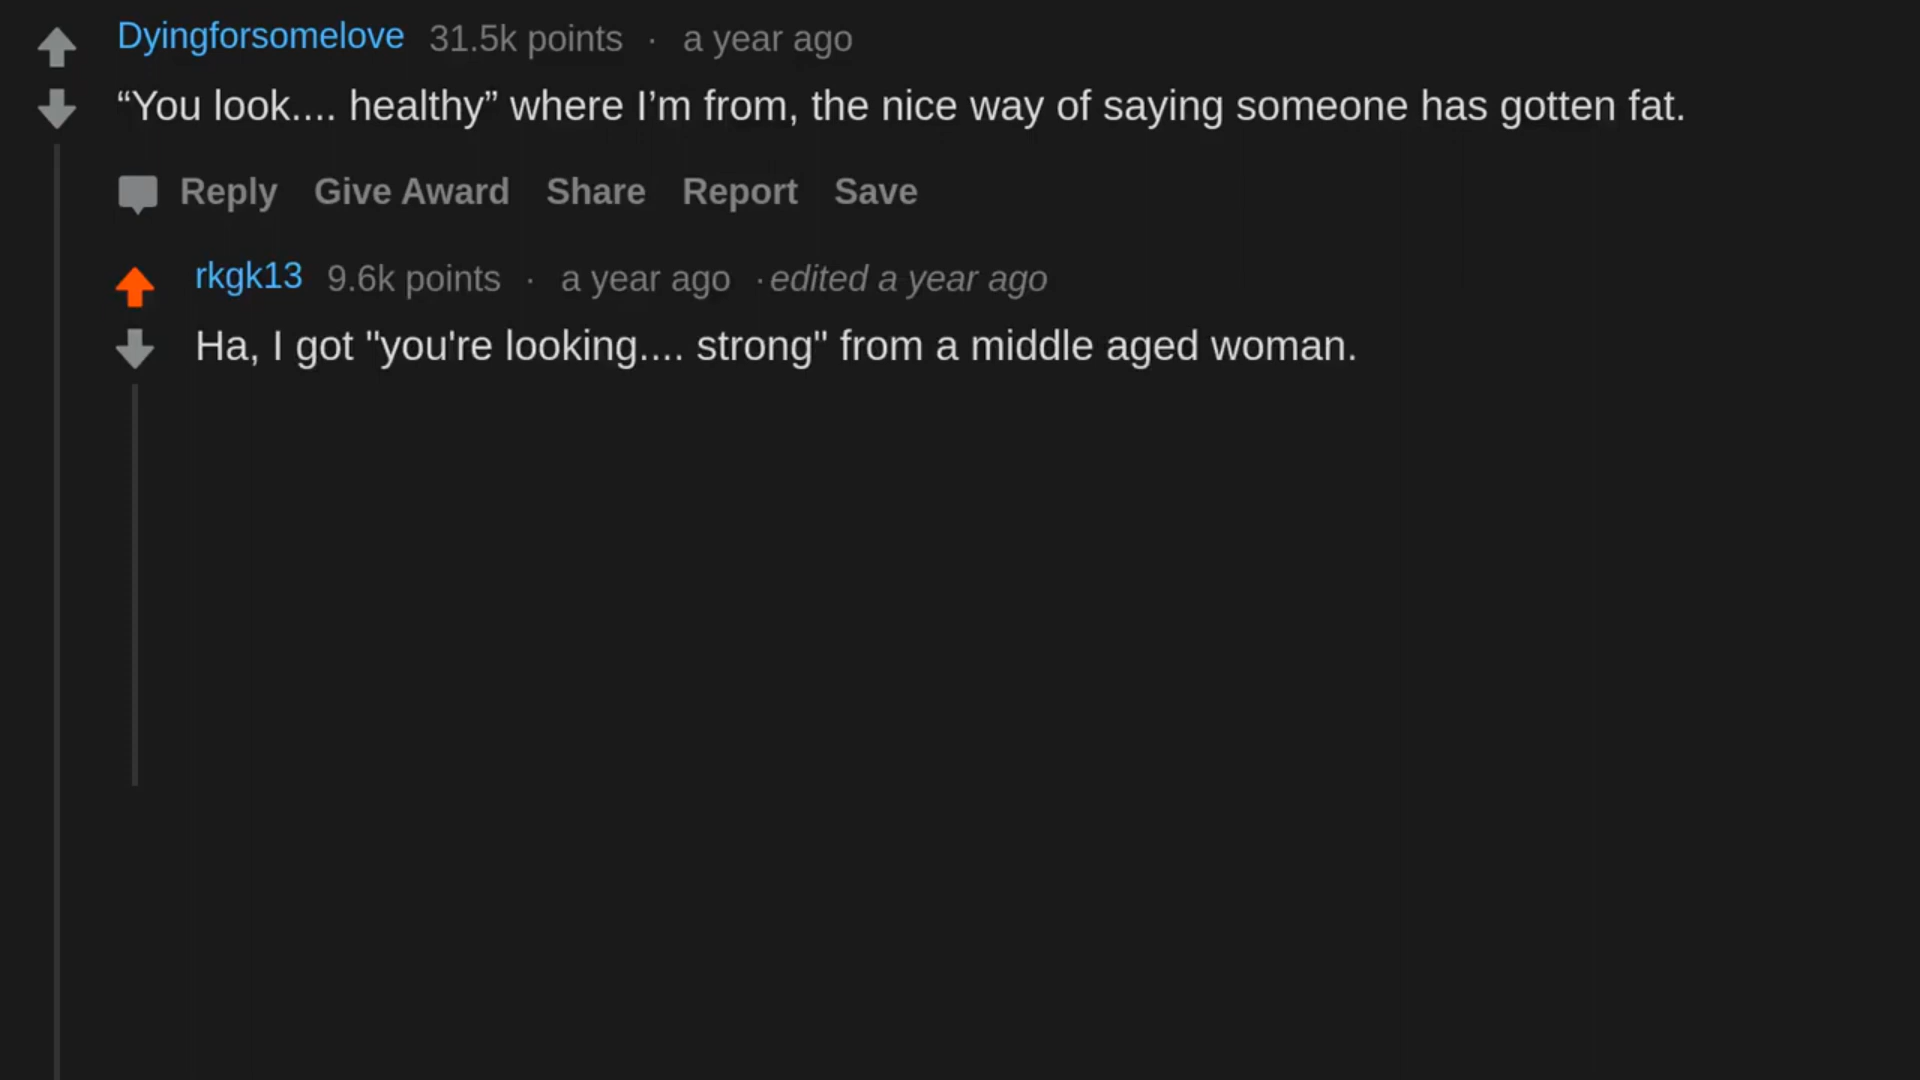 Dyingforsomelove 31.5k points · a year ago
“You look.... healthy” where I’m from, the nice way of saying someone has gotten fat.
Reply Give Award Share Report Save
rkgk13 9.6k points · a year ago · edited a year ago
Ha, I got "you're looking.... strong" from a middle aged woman.